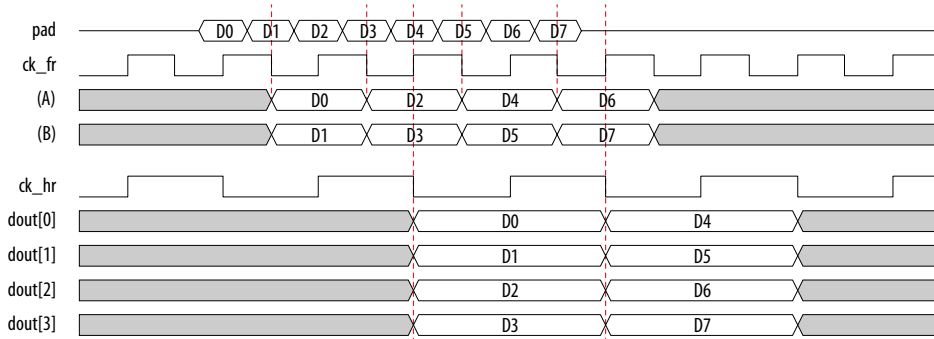 pad D0 D1 D2 D3 D4 D5 D6 D7
ck_fr
(A) D0 D2 D4 D6
(B) D1 D3 D5 D7
ck_hr
dout[0] D0 D4
dout[1] D1 D5
dout[2] D2 D6
dout[3] D3 D7